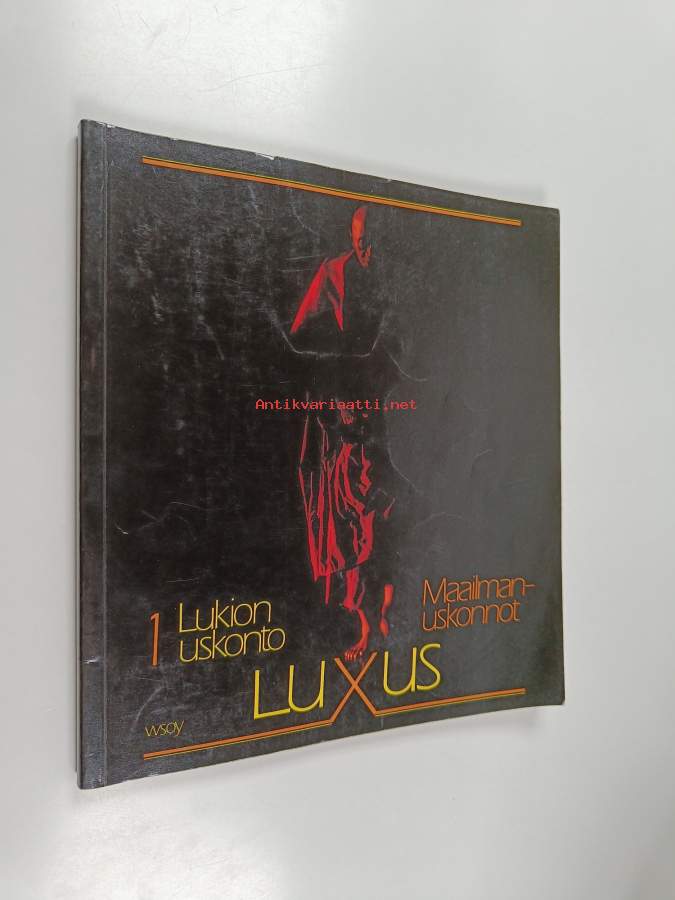 Antikvariaatti.net
1 Lukion
uskonto
Maailman-
uskonnot
LUXUS
wsoy